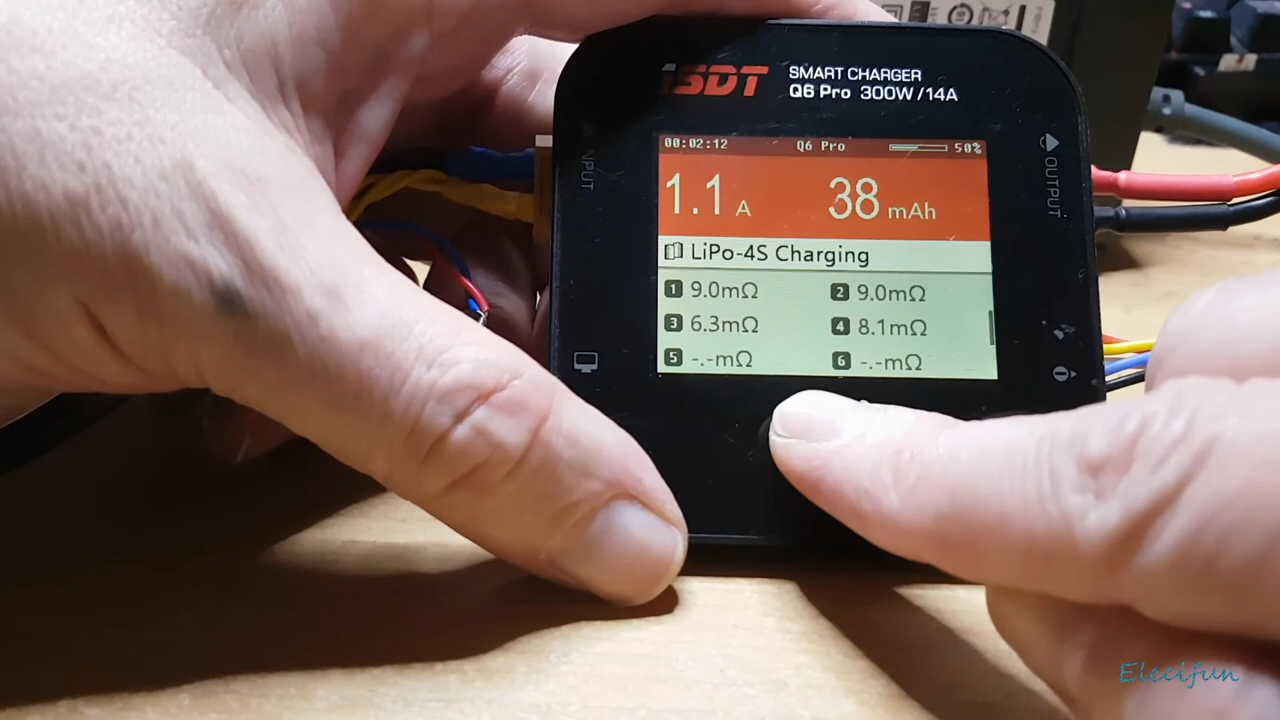 iSDT
SMART CHARGER
Q6 Pro 300W/14A
INPUT
OUTPUT
00:02:12 Q6 Pro 50%
1.1 A 38 mAh
LiPo-4S Charging
1 9.0mΩ 2 9.0mΩ
3 6.3mΩ 4 8.1mΩ
5 -.-mΩ 6 -.-mΩ
Elecifun